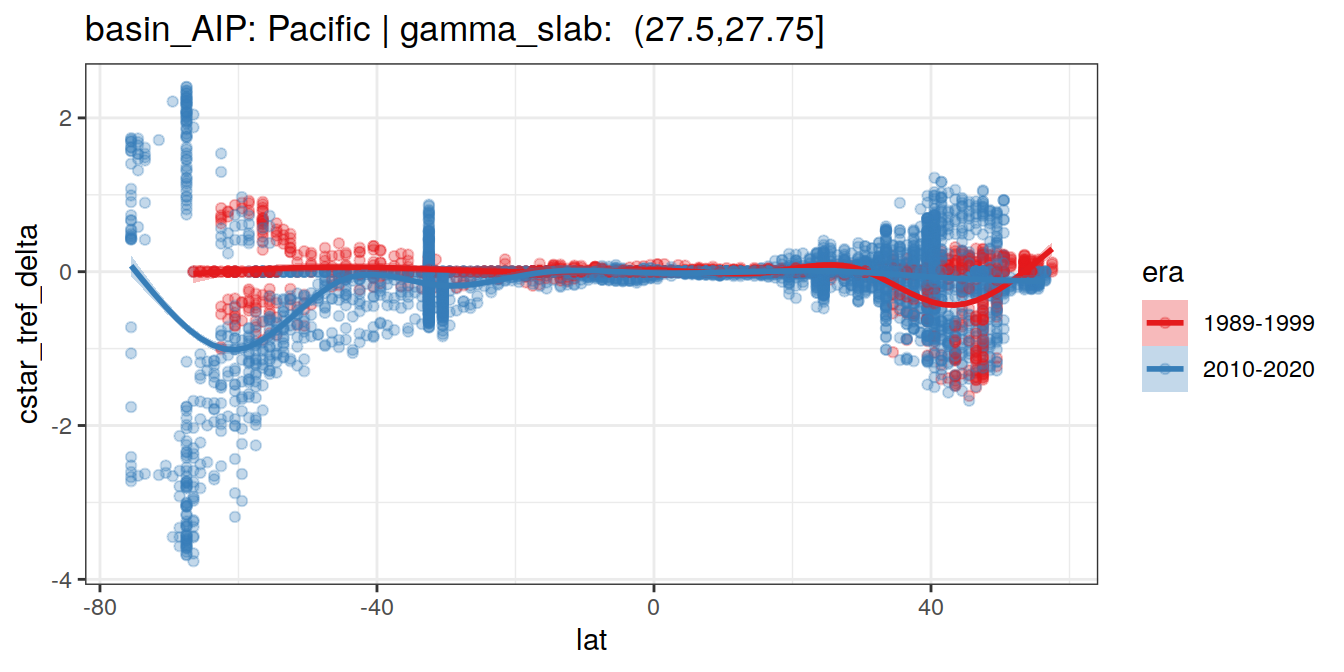 basin_AIP: Pacific | gamma_slab:  (27.5,27.75]
cstar_tref_delta
2
0
-2
-4
-80
-40
0
40
lat
era
1989-1999
2010-2020